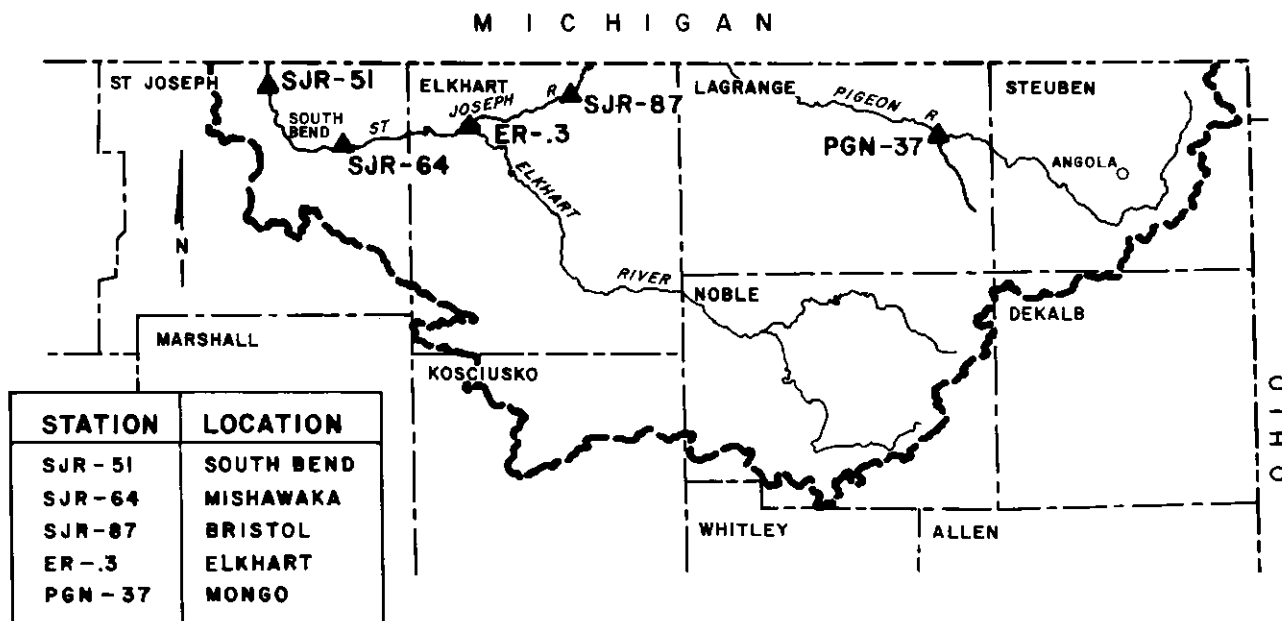 MICHIGAN
ST JOSEPH
SJR-51
ELKHART
SJR-87
LAGRANGE
STEUBEN
SOUTH
BEND
ST
JOSEPH
R
SJR-64
ER-.3
PIGEON
R
PGN-37
ANGOLA
ELKHART
RIVER
N
NOBLE
DEKALB
MARSHALL
KOSCIUSKO
WHITLEY
ALLEN
OHIO
STATION LOCATION
SJR-51 SOUTH BEND
SJR-64 MISHAWAKA
SJR-87 BRISTOL
ER-.3 ELKHART
PGN-37 MONGO